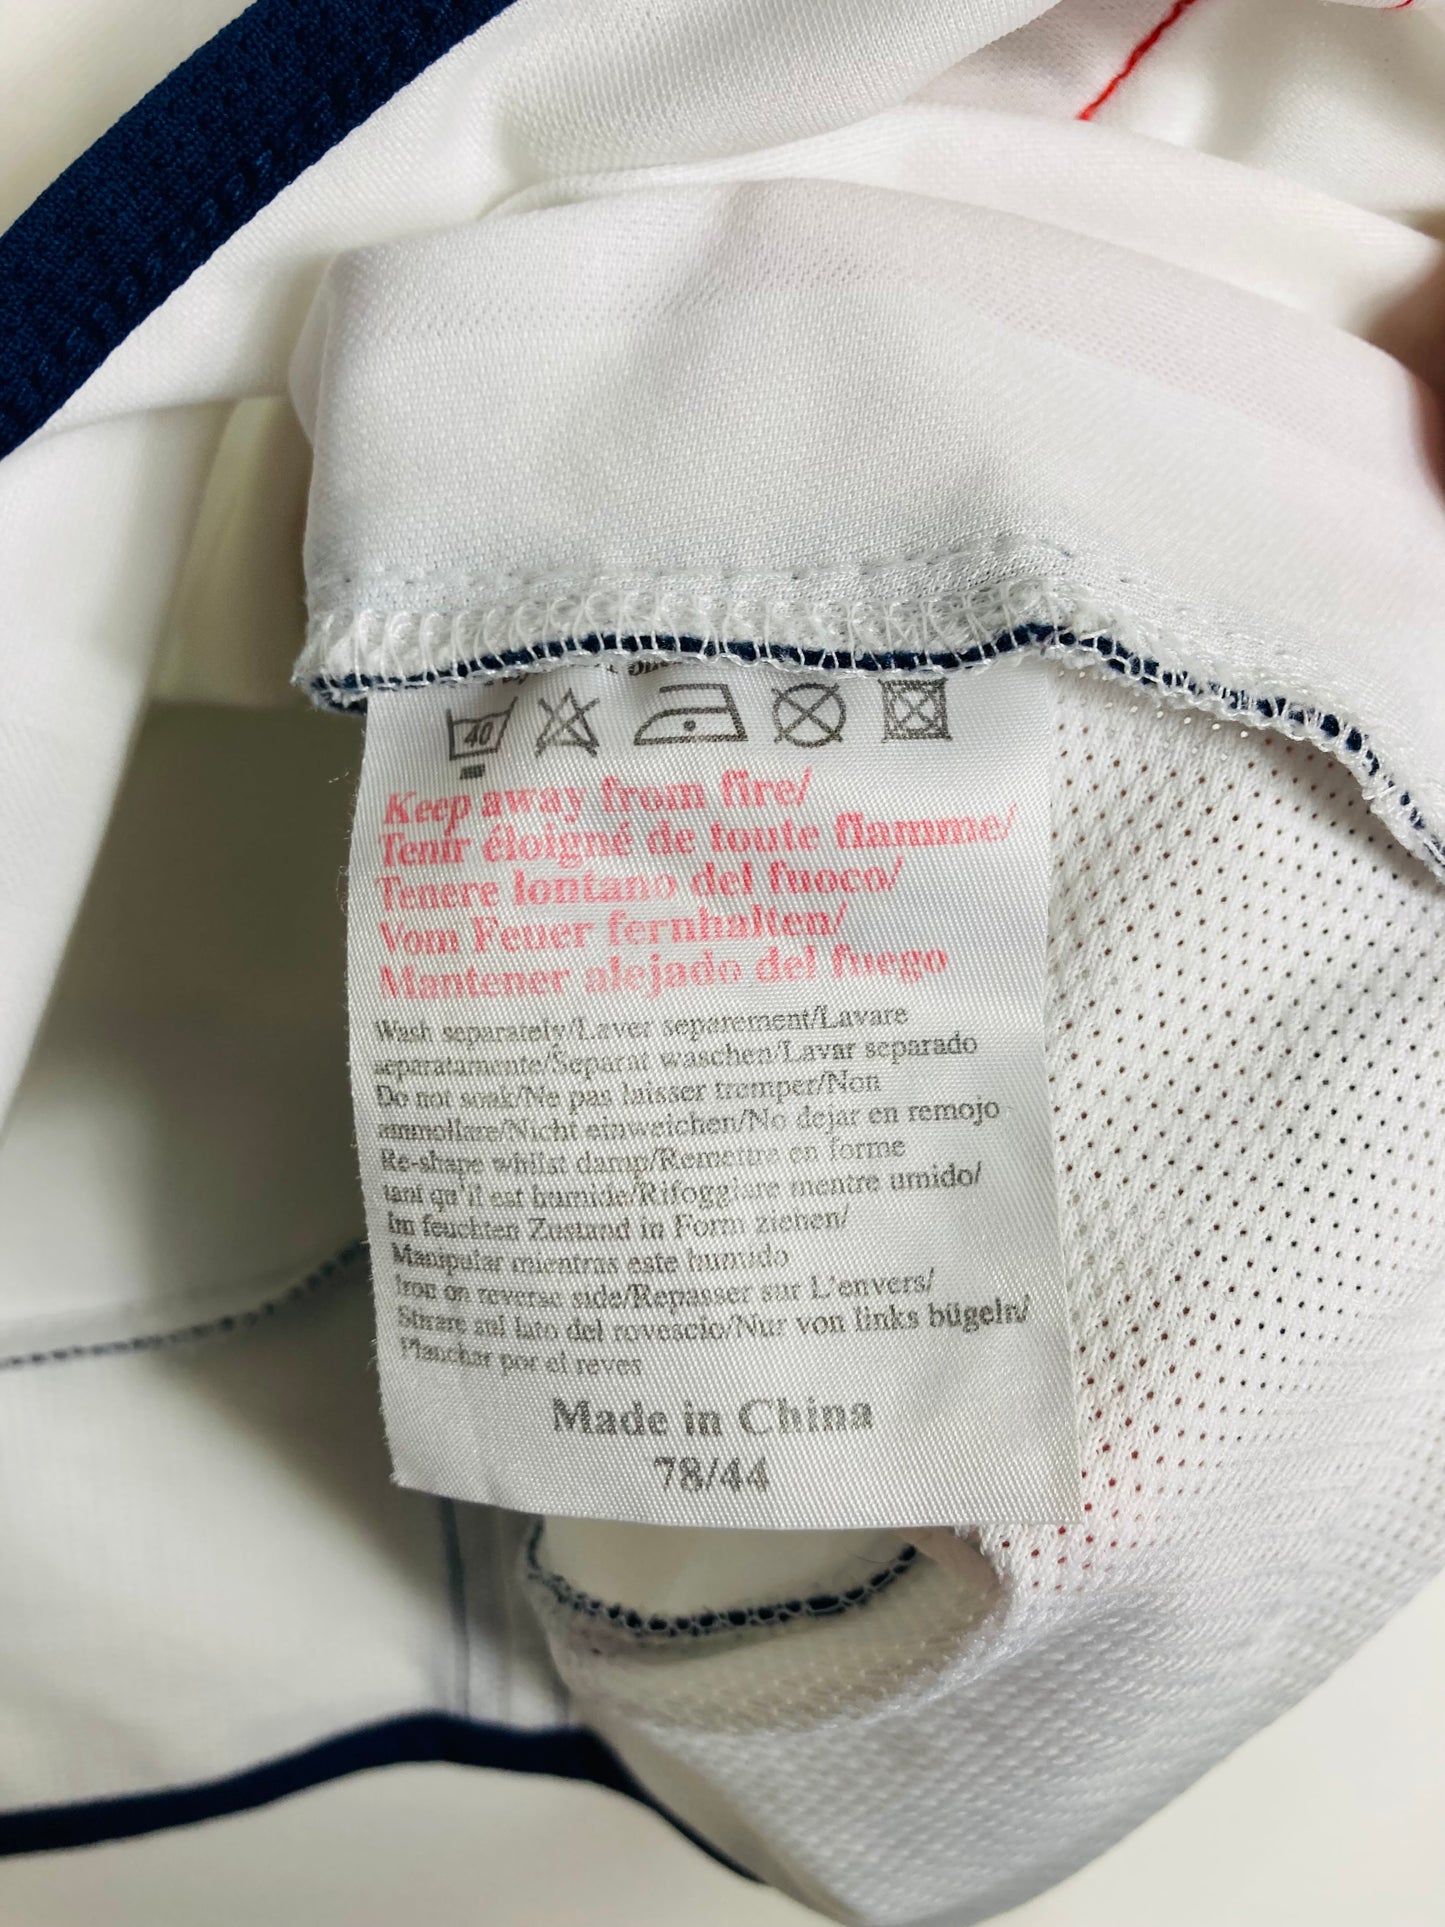 40
Keep away from fire/
Tenir éloigné de toute flamme/
Tenere lontano del fuoco/
Vom Feuer fernhalten/
Mantener alejado del fuego
Wash separately/Laver separement/Lavare
separatamente/Separat waschen/Lavar separado
Do not soak/Ne pas laisser tremper/Non
ammollare/Nicht einweichen/No dejar en remojo
Re-shape whilst damp/Remettre en forme
tant qu'il est humide/Rifoggiare mentre umido/
Im feuchten Zustand in Form ziehen/
Manipular mientras este humudo
Iron on reverse side/Repasser sur L'envers/
Stirare sul lato del rovescio/Nur von links bügeln/
Planchar por el reves
Made in China
78/44